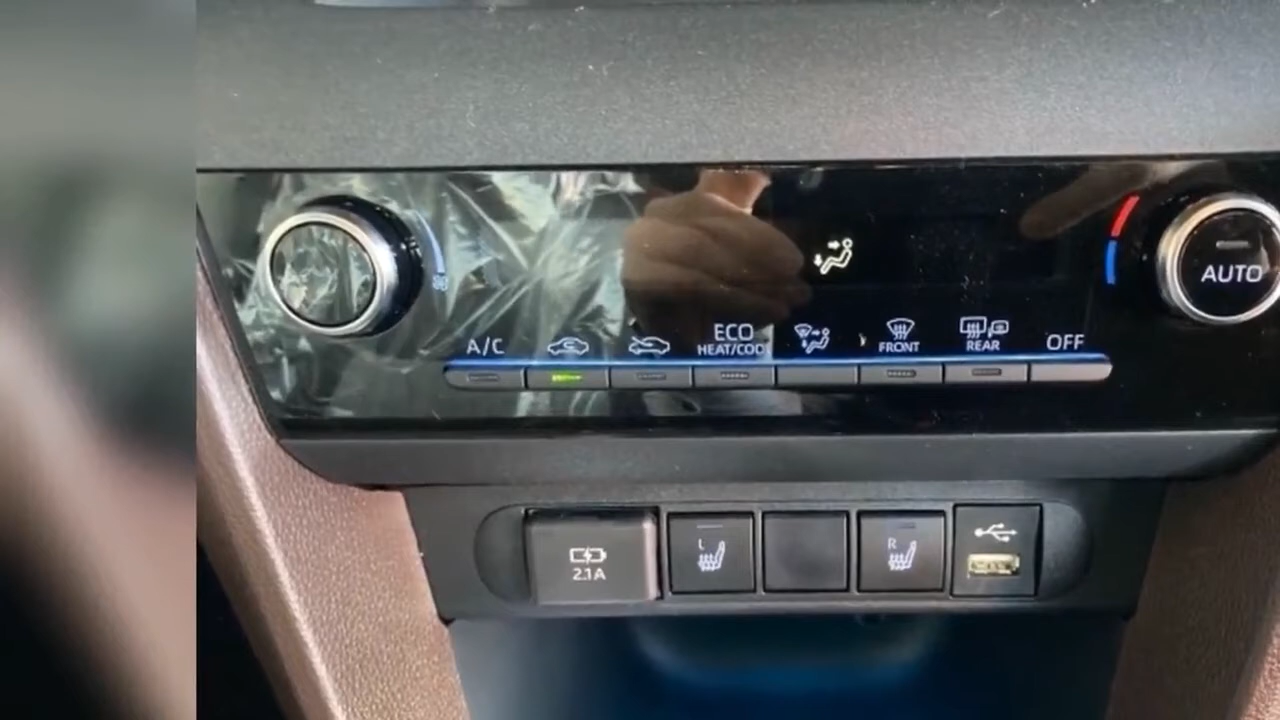 AUTO
A/C
ECO
HEAT/COOL
FRONT
REAR
OFF
2.1A
L
R